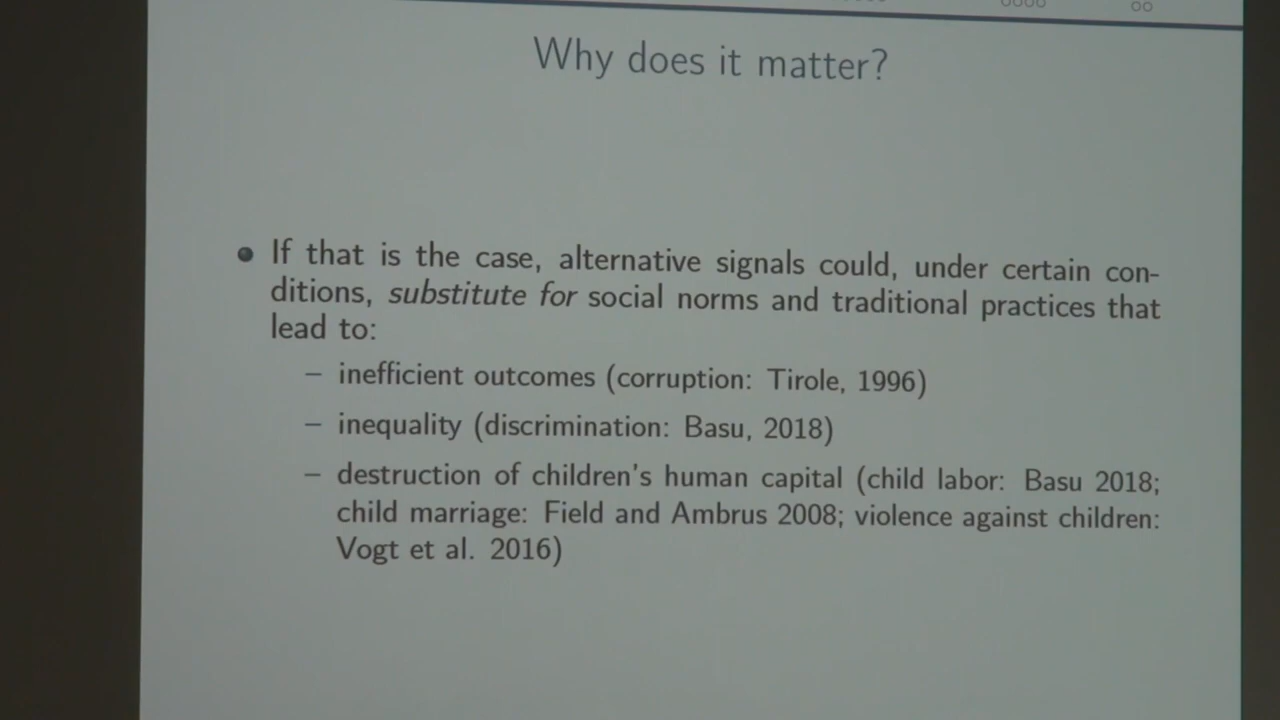 Why does it matter?
If that is the case, alternative signals could, under certain con-
ditions, substitute for social norms and traditional practices that
lead to:
– inefficient outcomes (corruption: Tirole, 1996)
– inequality (discrimination: Basu, 2018)
– destruction of children's human capital (child labor: Basu 2018;
child marriage: Field and Ambrus 2008; violence against children:
Vogt et al. 2016)